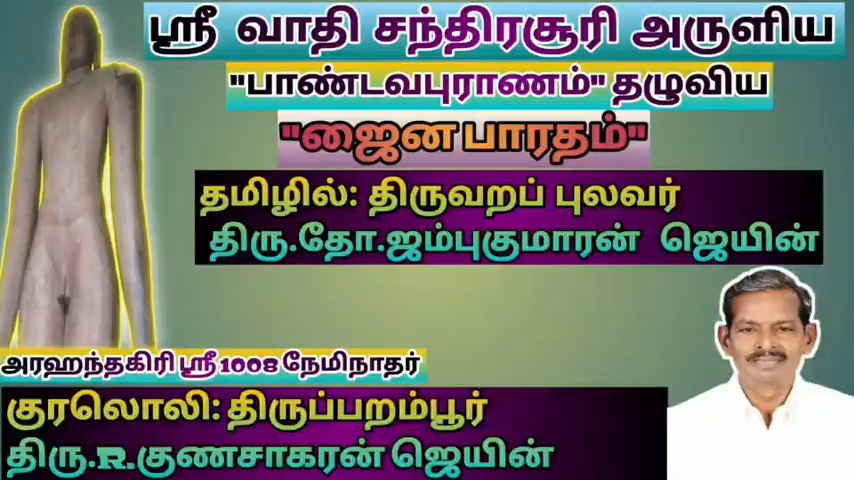 ஸ்ரீ வாதி சந்திரசூரி அருளிய
"பாண்டவபுராணம்" தழுவிய
"ஜைன பாரதம்"
தமிழில்: திருவறப் புலவர்
திரு.தோ.ஜம்புகுமாரன் ஜெயின்
அரஹந்தகிரி ஸ்ரீ 1008 நேமிநாதர்
குரலொலி: திருப்பறம்பூர்
திரு.R.குணசாகரன் ஜெயின்